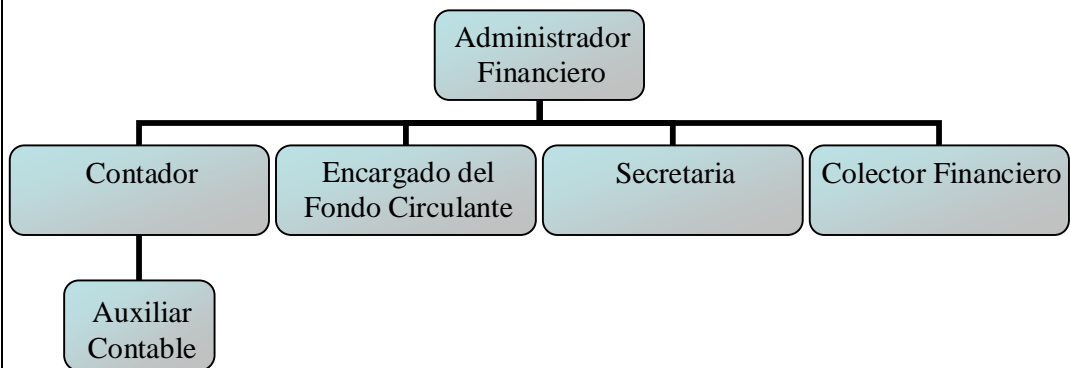 Administrador
Financiero
Contador
Encargado del
Fondo Circulante
Secretaria
Colector Financiero
Auxiliar
Contable